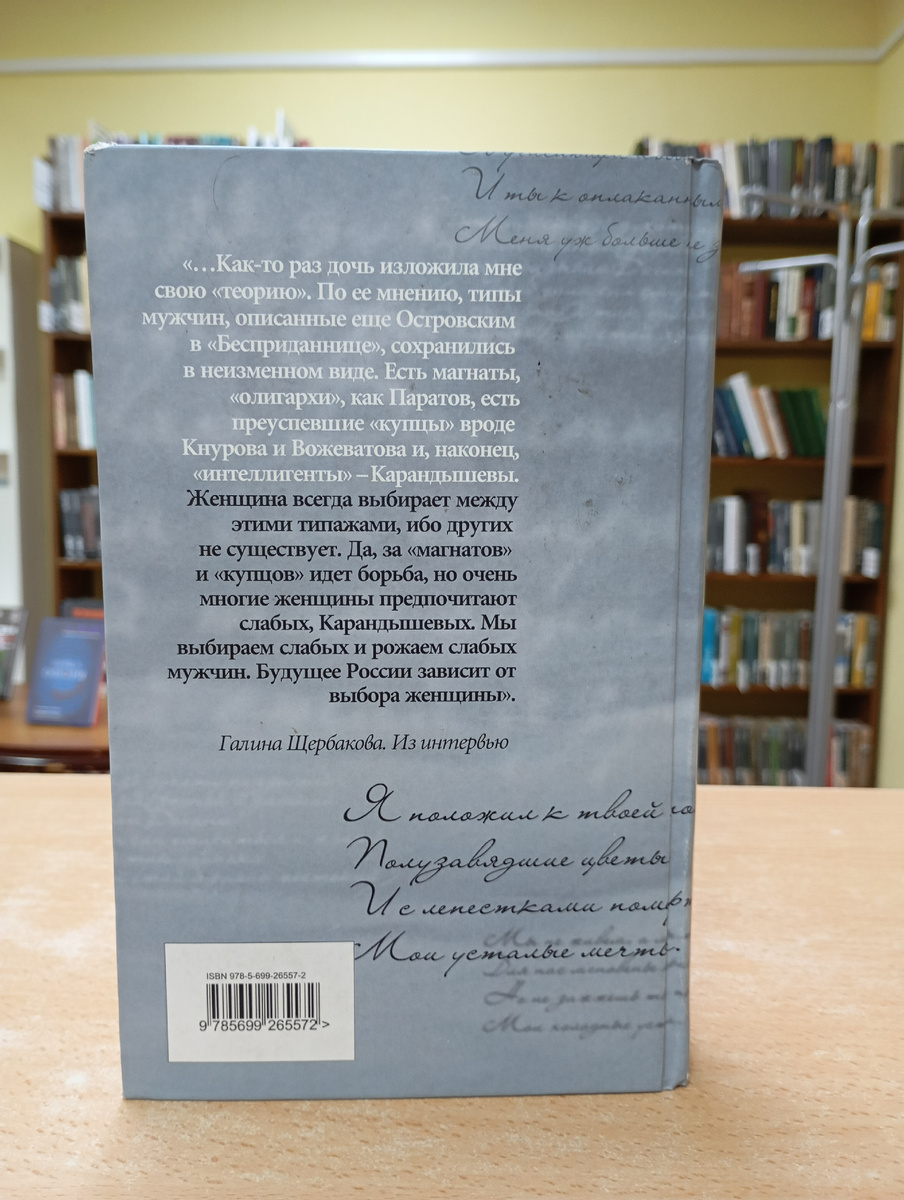 И ты к оплаканным
Меня уж больше не
«…Как-то раз дочь изложила мне
свою «теорию». По ее мнению, типы
мужчин, описанные еще Островским
в «Бесприданнице», сохранились
в неизменном виде. Есть магнаты,
«олигархи», как Паратов, есть
преуспевшие «купцы» вроде
Кнурова и Вожеватова и, наконец,
«интеллигенты» – Карандышевы.
Женщина всегда выбирает между
этими типажами, ибо других
не существует. Да, за «магнатов»
и «купцов» идет борьба, но очень
многие женщины предпочитают
слабых, Карандышевых. Мы
выбираем слабых и рожаем слабых
мужчин. Будущее России зависит от
выбора женщины».
Галина Щербакова. Из интервью
Я положил к твоей
Полузавядшие цветы
И с лепестками
Мои усталые мечты.
ISBN 978-5-699-26557-2
9 785699 265572 >